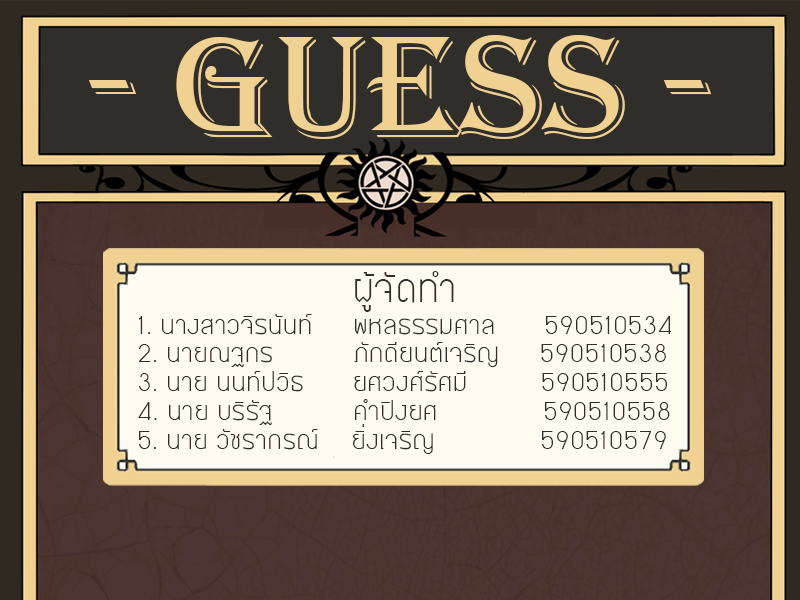 - GUESS -
ผู้จัดทำ
1. นางสาวจิรนันท์ พหลธรรมศาล 590510534
2. นายณฐกร ภักดียนต์เจริญ 590510538
3. นาย นนท์ปวิธ ยศวงค์รัศมี 590510555
4. นาย บริรัฐ คำปิงยศ 590510558
5. นาย วัชรากรณ์ ยิ่งเจริญ 590510579